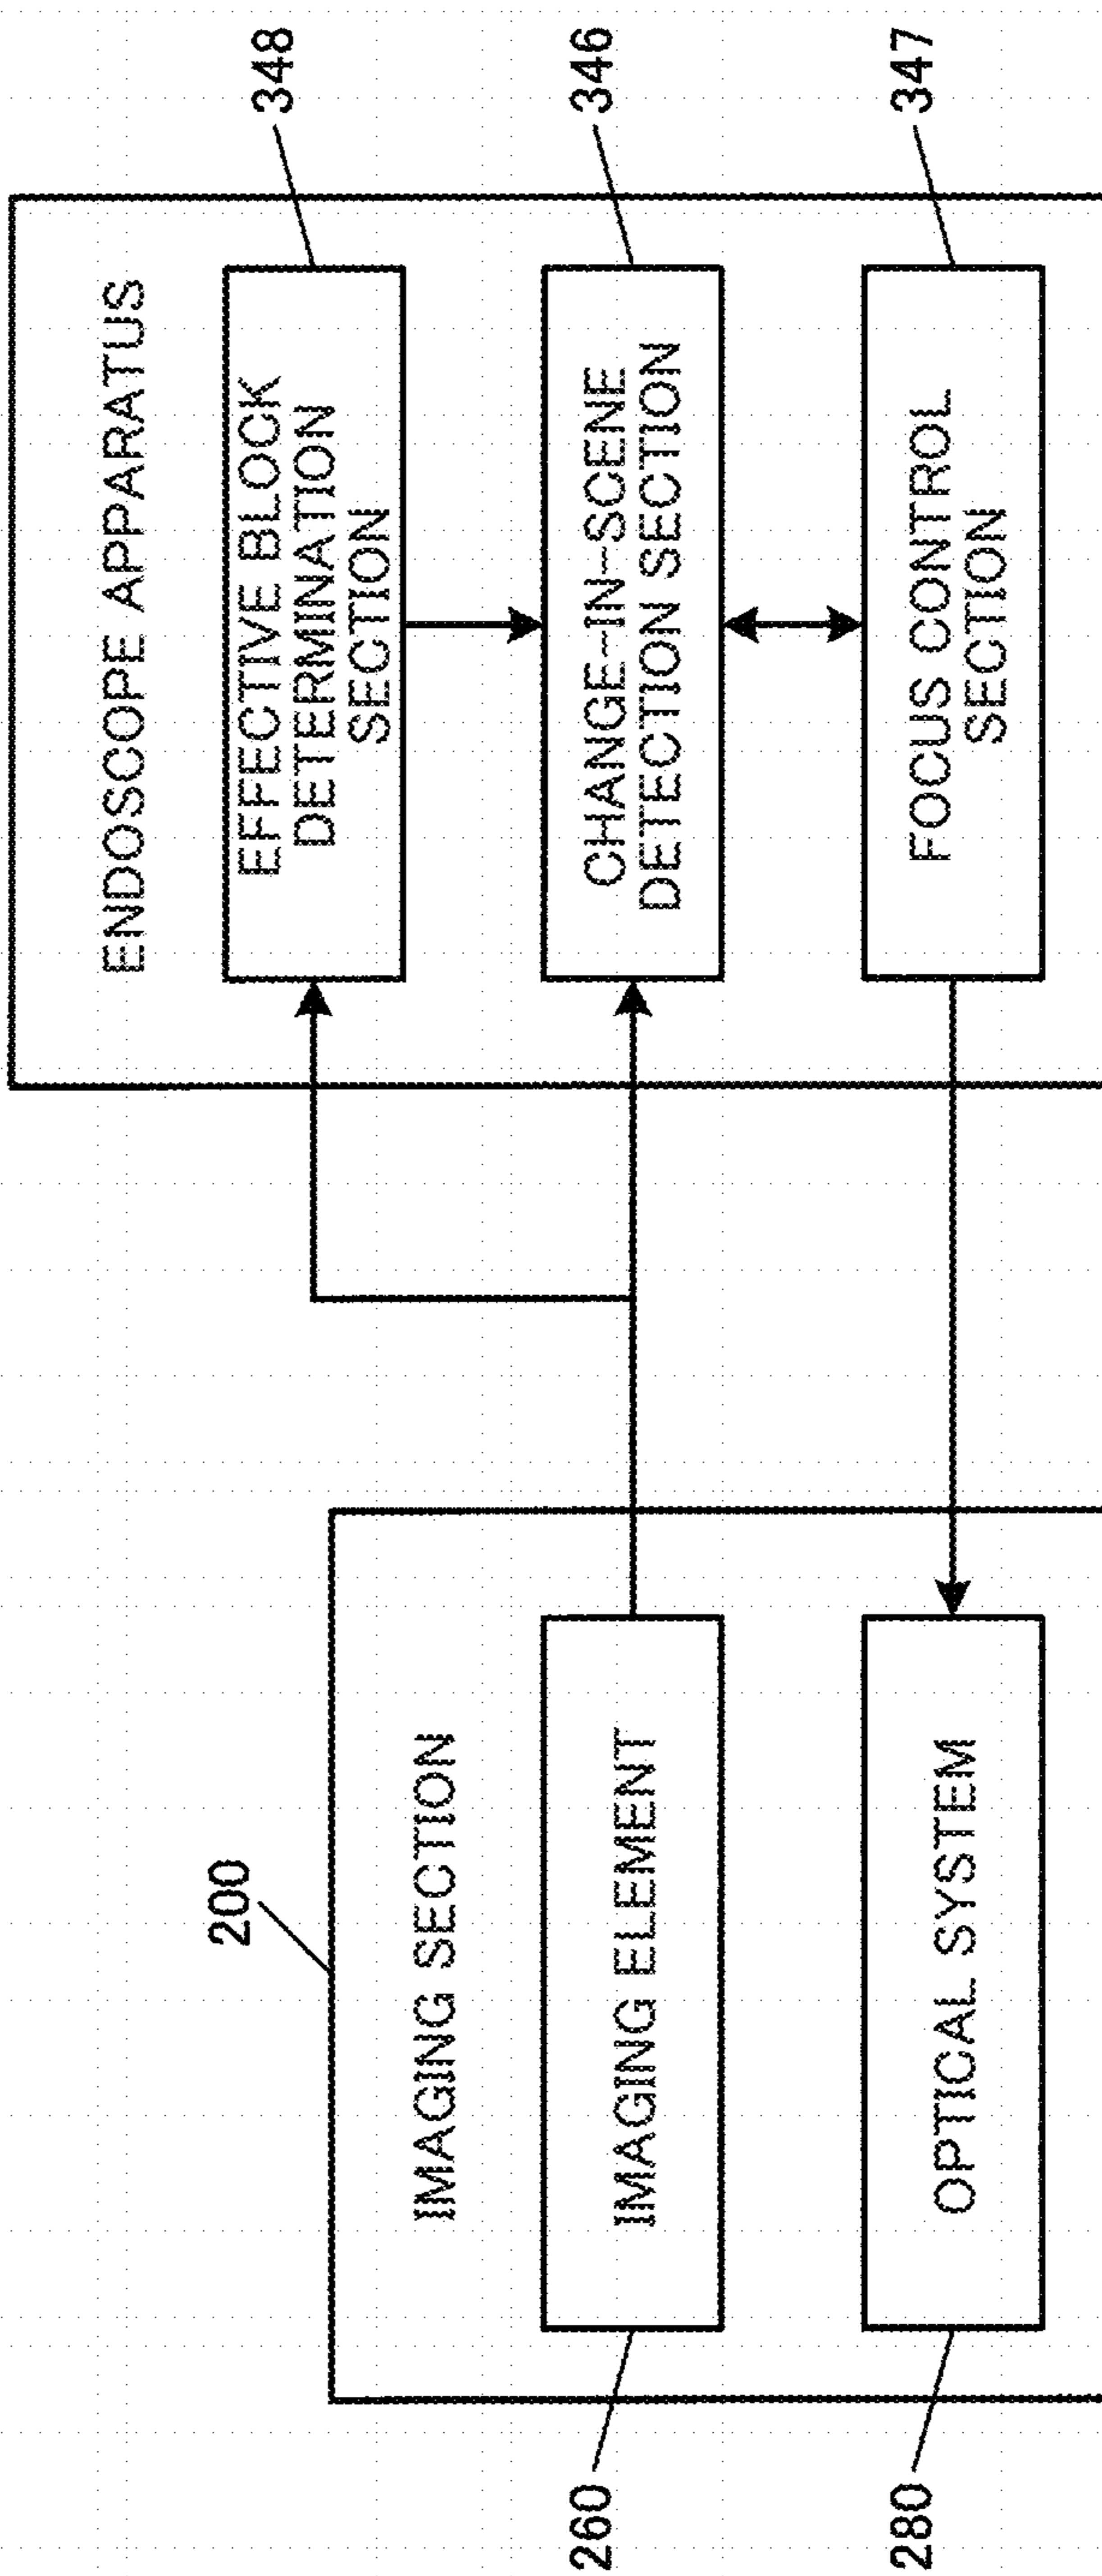 200
IMAGING SECTION
260
IMAGING ELEMENT
280
OPTICAL SYSTEM
ENDOSCOPE APPARATUS
EFFECTIVE BLOCK
DETERMINATION
SECTION
348
CHANGE-IN-SCENE
DETECTION SECTION
346
FOCUS CONTROL
SECTION
347